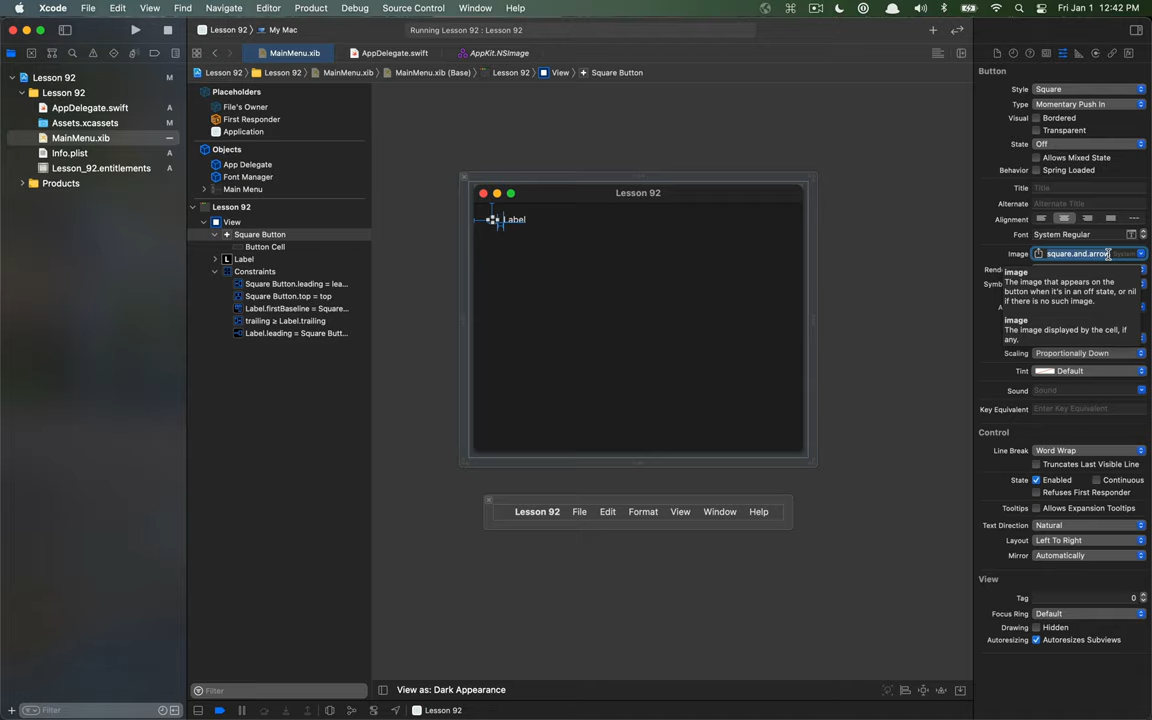 Xcode File Edit View Find Navigate Editor Product Debug Source Control Window Help Fri Jan 1 12:42 PM
Lesson 92 My Mac Running Lesson 92 : Lesson 92
MainMenu.xib AppDelegate.swift AppKit.NSImage
Lesson 92 Lesson 92 MainMenu.xib MainMenu.xib (Base) Lesson 92 View Square Button
Lesson 92 M
Lesson 92
AppDelegate.swift A
Assets.xcassets A
MainMenu.xib
Info.plist A
Lesson_92.entitlements A
Products
Filter
Placeholders
File's Owner
First Responder
Application
Objects
App Delegate
Font Manager
Main Menu
Lesson 92
View
Square Button
Button Cell
L Label
Constraints
Square Button.leading = lea...
Square Button.top = top
Label.firstBaseline = Square...
trailing ≥ Label.trailing
Label.leading = Square Butt...
Filter
Lesson 92
Label
Lesson 92 File Edit Format View Window Help
View as: Dark Appearance
Lesson 92
Button
Style Square
Type Momentary Push In
Visual Bordered
Transparent
State Off
Allows Mixed State
Behavior Spring Loaded
Title Title
Alternate Alternate Title
Alignment
Font System Regular
Image square.and.arrow System
Rend
Symb
A
image
The image that appears on the
button when it's in an off state, or nil
if there is no such image.
image
The image displayed by the cell, if
any.
Scaling Proportionally Down
Tint Default
Sound Sound
Key Equivalent Enter Key Equivalent
Control
Line Break Word Wrap
Truncates Last Visible Line
State Enabled Continuous
Refuses First Responder
Tooltips Allows Expansion Tooltips
Text Direction Natural
Layout Left To Right
Mirror Automatically
View
Tag 0
Focus Ring Default
Drawing Hidden
Autoresizing Autoresizes Subviews